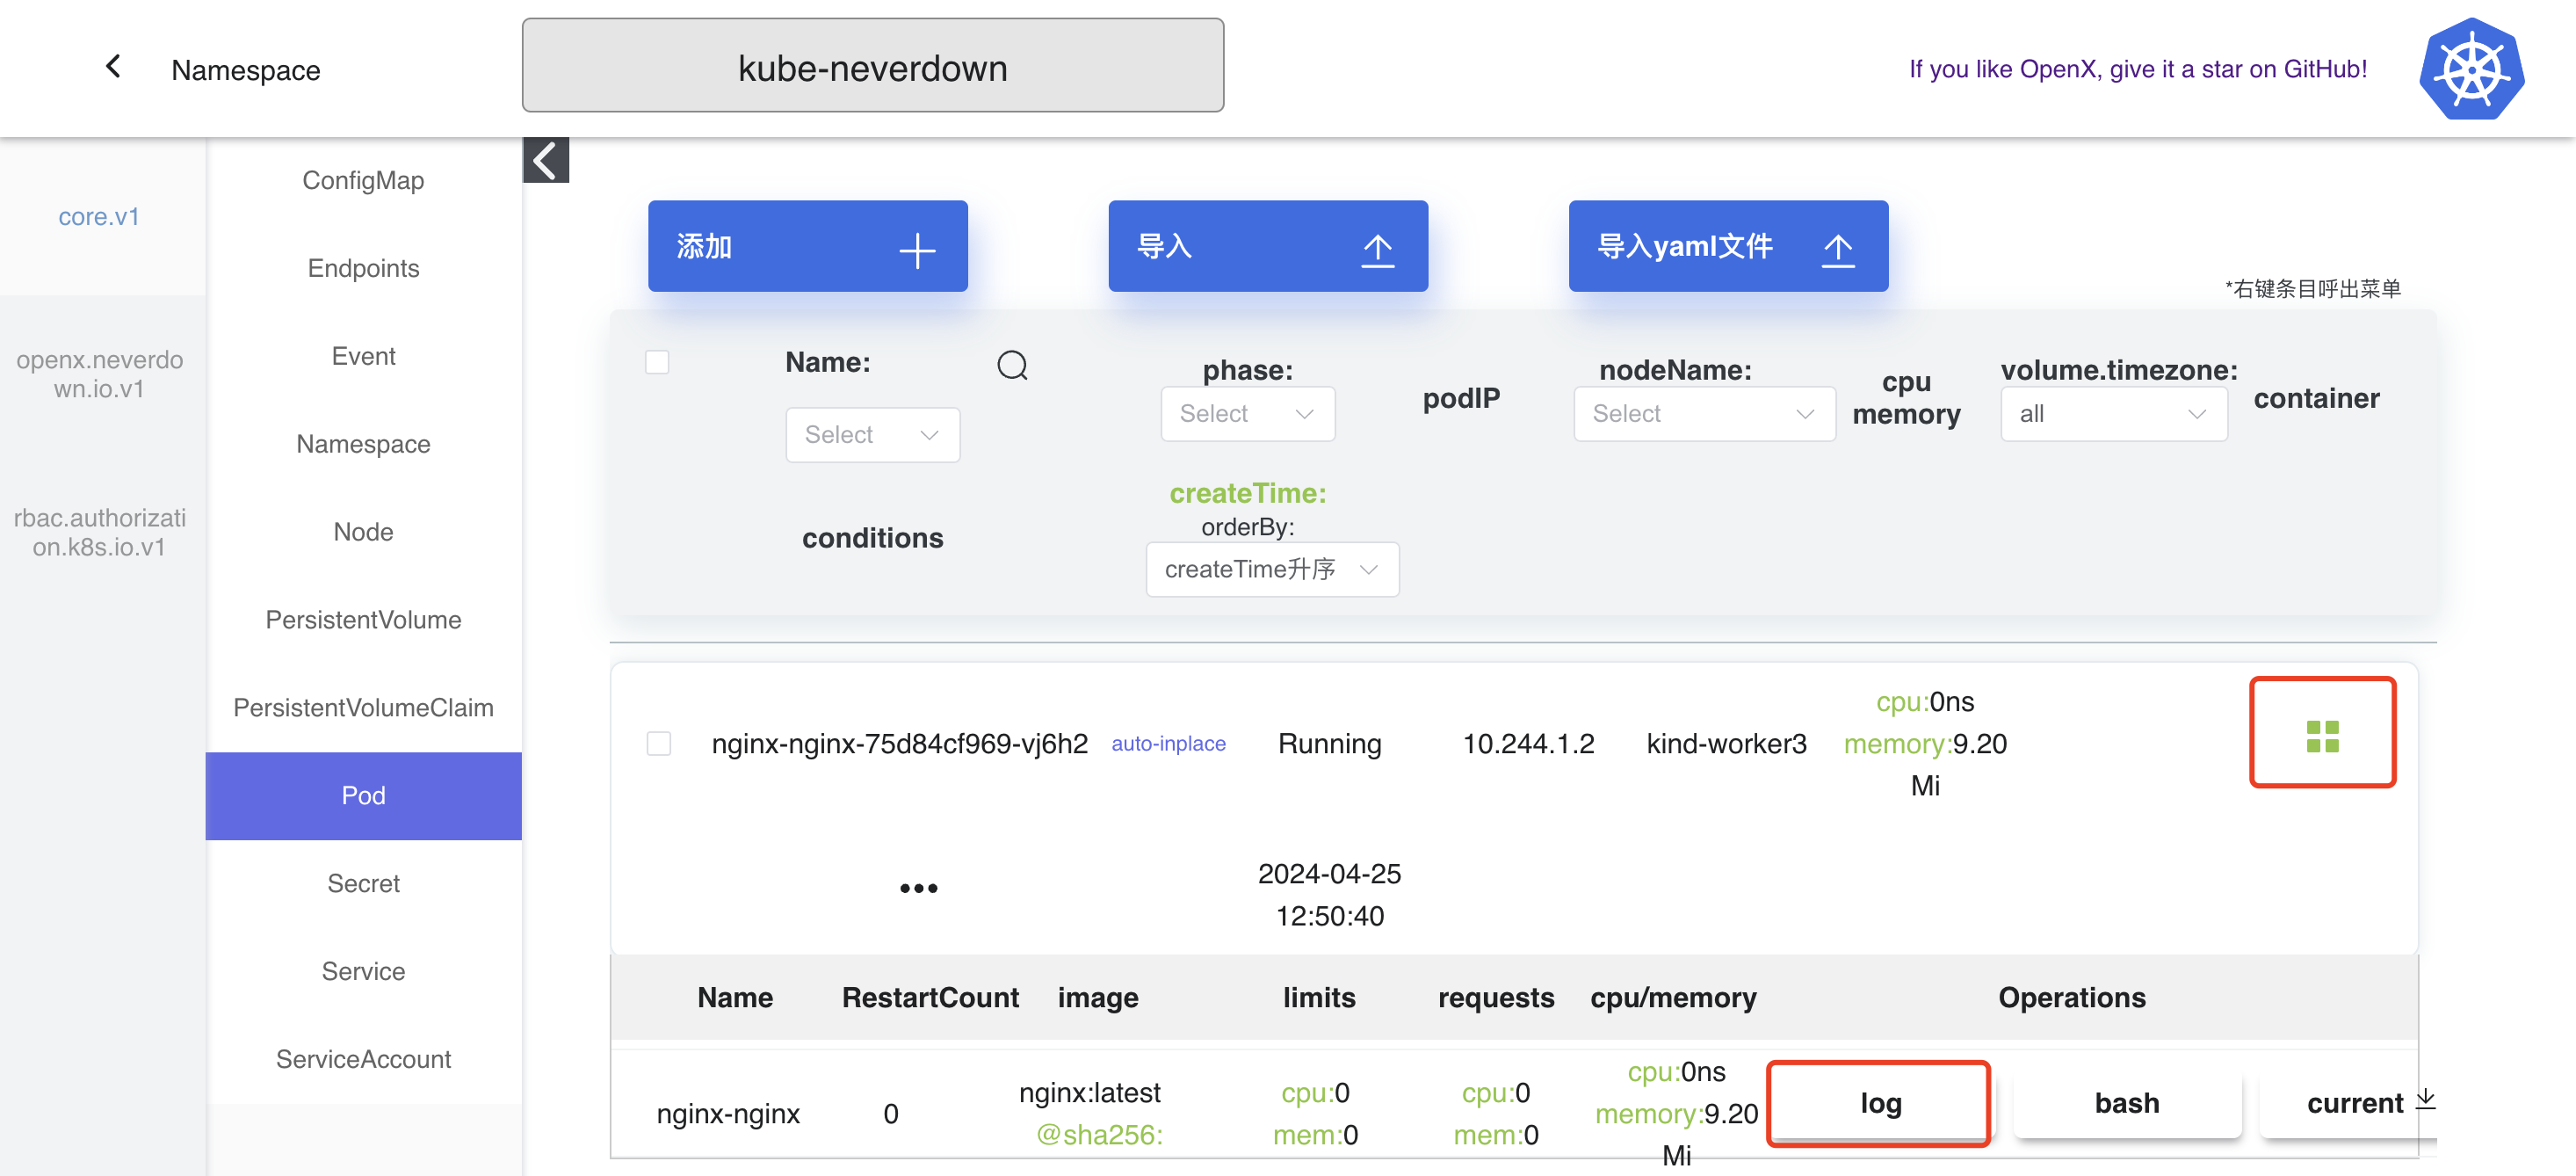 Namespace
kube-neverdown
If you like OpenX, give it a star on GitHub!
core.v1
openx.neverdo
wn.io.v1
rbac.authorizati
on.k8s.io.v1
ConfigMap
Endpoints
Event
Namespace
Node
PersistentVolume
PersistentVolumeClaim
Pod
Secret
Service
ServiceAccount
添加
导入
导入yaml文件
*右键条目呼出菜单
Name:
Select
phase:
Select
podIP
nodeName:
Select
cpu
memory
volume.timezone:
all
container
conditions
createTime:
orderBy:
createTime升序
nginx-nginx-75d84cf969-vj6h2 auto-inplace Running 10.244.1.2 kind-worker3
cpu:0ns
memory:9.20
Mi
•••
2024-04-25
12:50:40
Name RestartCount image limits requests cpu/memory Operations
nginx-nginx 0
nginx:latest
@sha256:
cpu:0
mem:0
cpu:0
mem:0
cpu:0ns
memory:9.20
Mi
log bash current